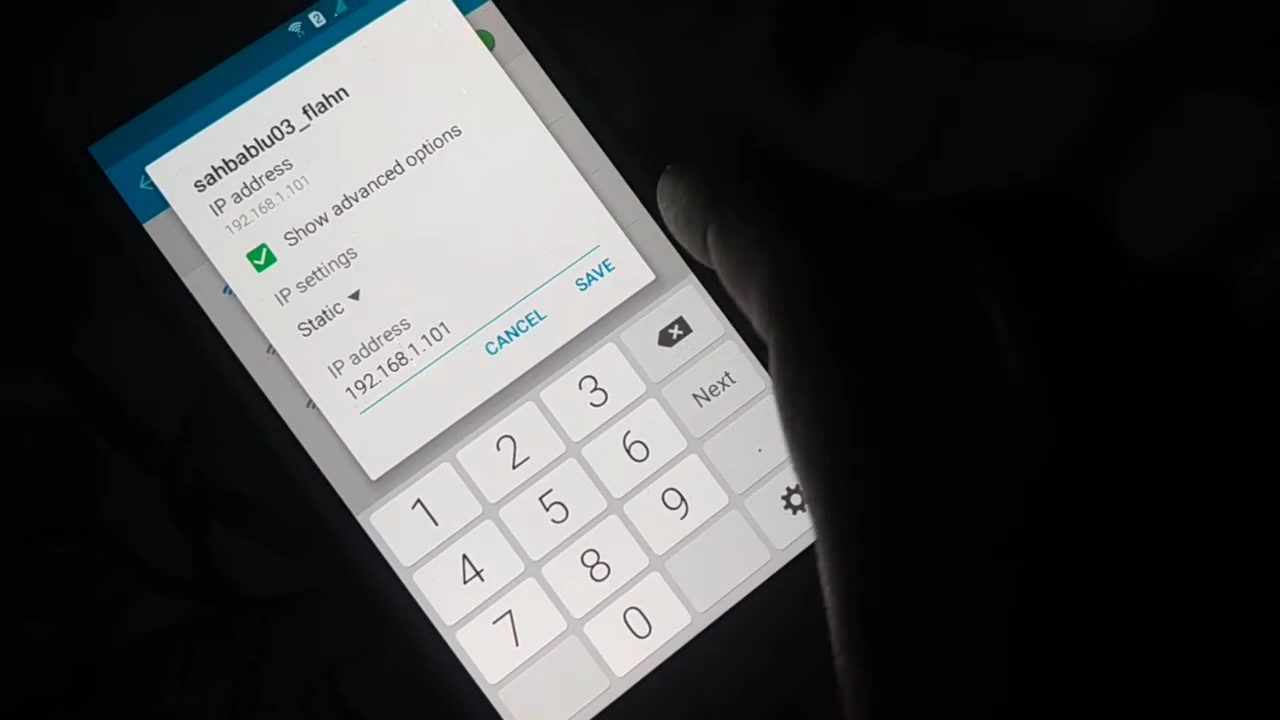 2
sahbablu03_flahn
IP address
192.168.1.101
Show advanced options
IP settings
Static
IP address
192.168.1.101
CANCEL SAVE
1 2 3
4 5 6 Next
7 8 9 .
0